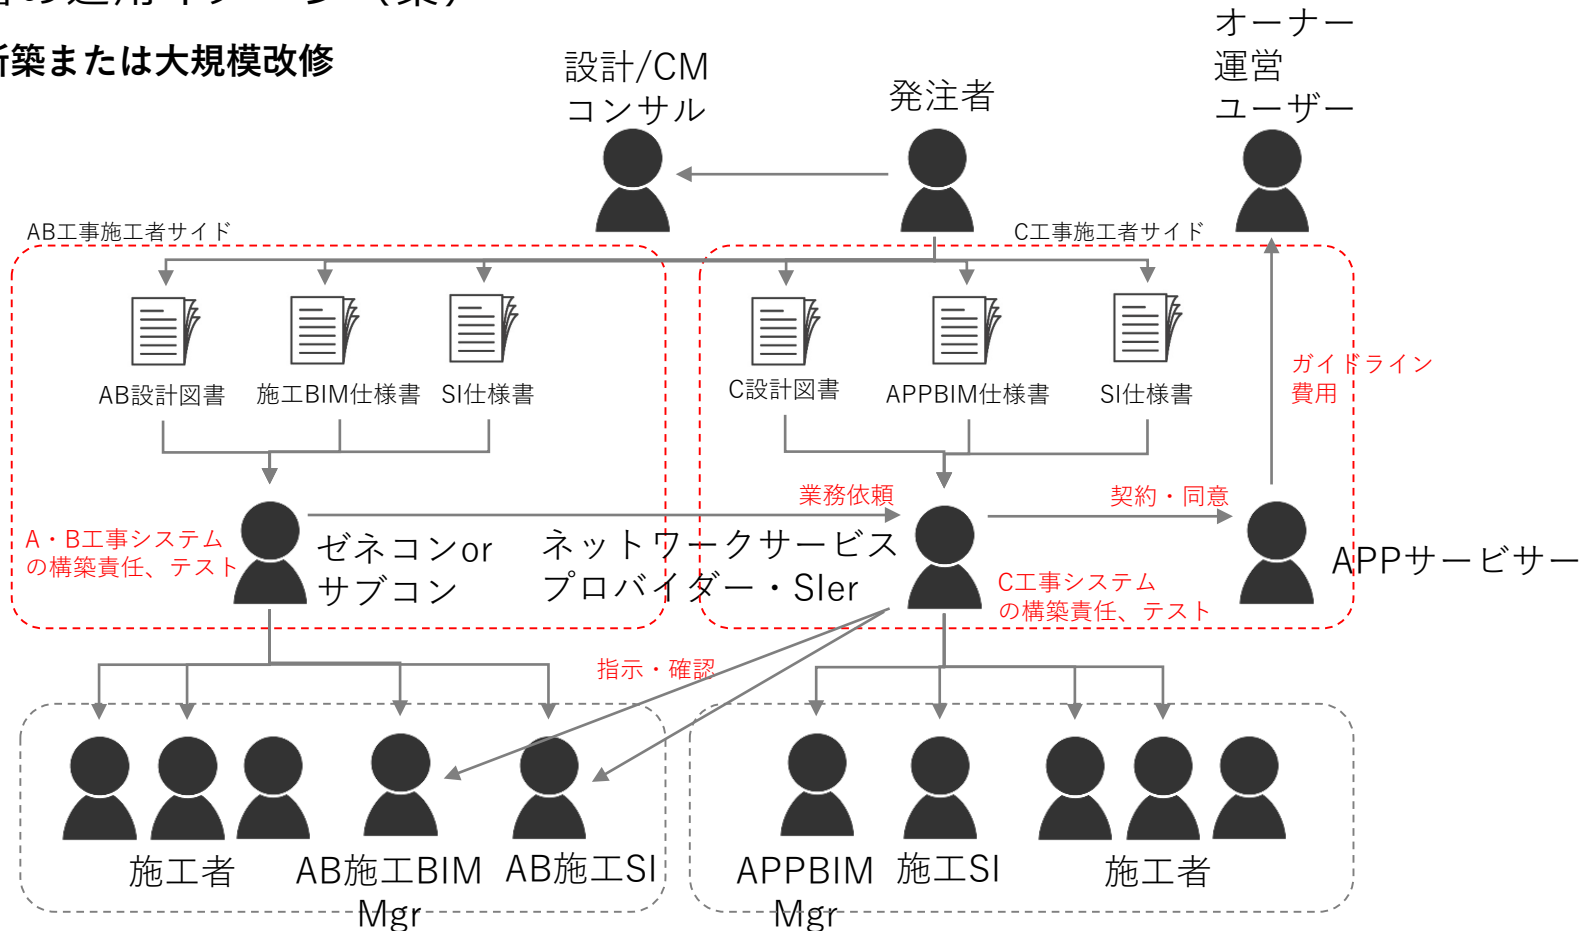 の運用イメージ（案）
新築または大規模改修
設計/CM
コンサル
発注者
オーナー
運営
ユーザー
AB工事施工者サイド
C工事施工者サイド
AB設計図書
施工BIM仕様書
SI仕様書
C設計図書
APPBIM仕様書
SI仕様書
ガイドライン
費用
業務依頼
契約・同意
A・B工事システム
の構築責任、テスト
ゼネコンor
サブコン
ネットワークサービス
プロバイダー・SIer
C工事システム
の構築責任、テスト
APPサービサー
指示・確認
施工者
AB施工BIM
Mgr
AB施工SI
APPBIM
Mgr
施工SI
施工者